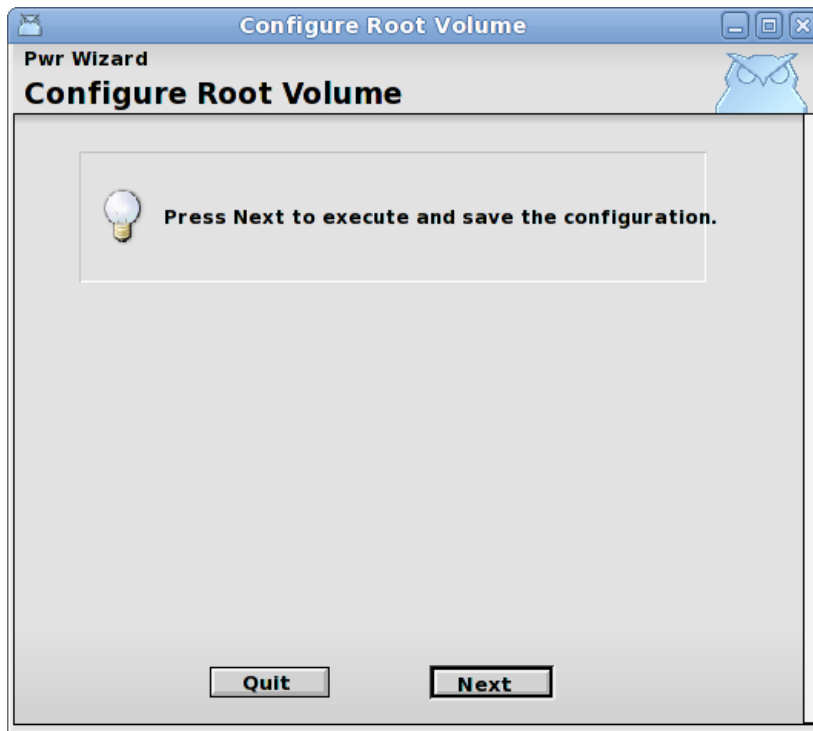 Configure Root Volume
Pwr Wizard
Configure Root Volume
Press Next to execute and save the configuration.
Quit
Next